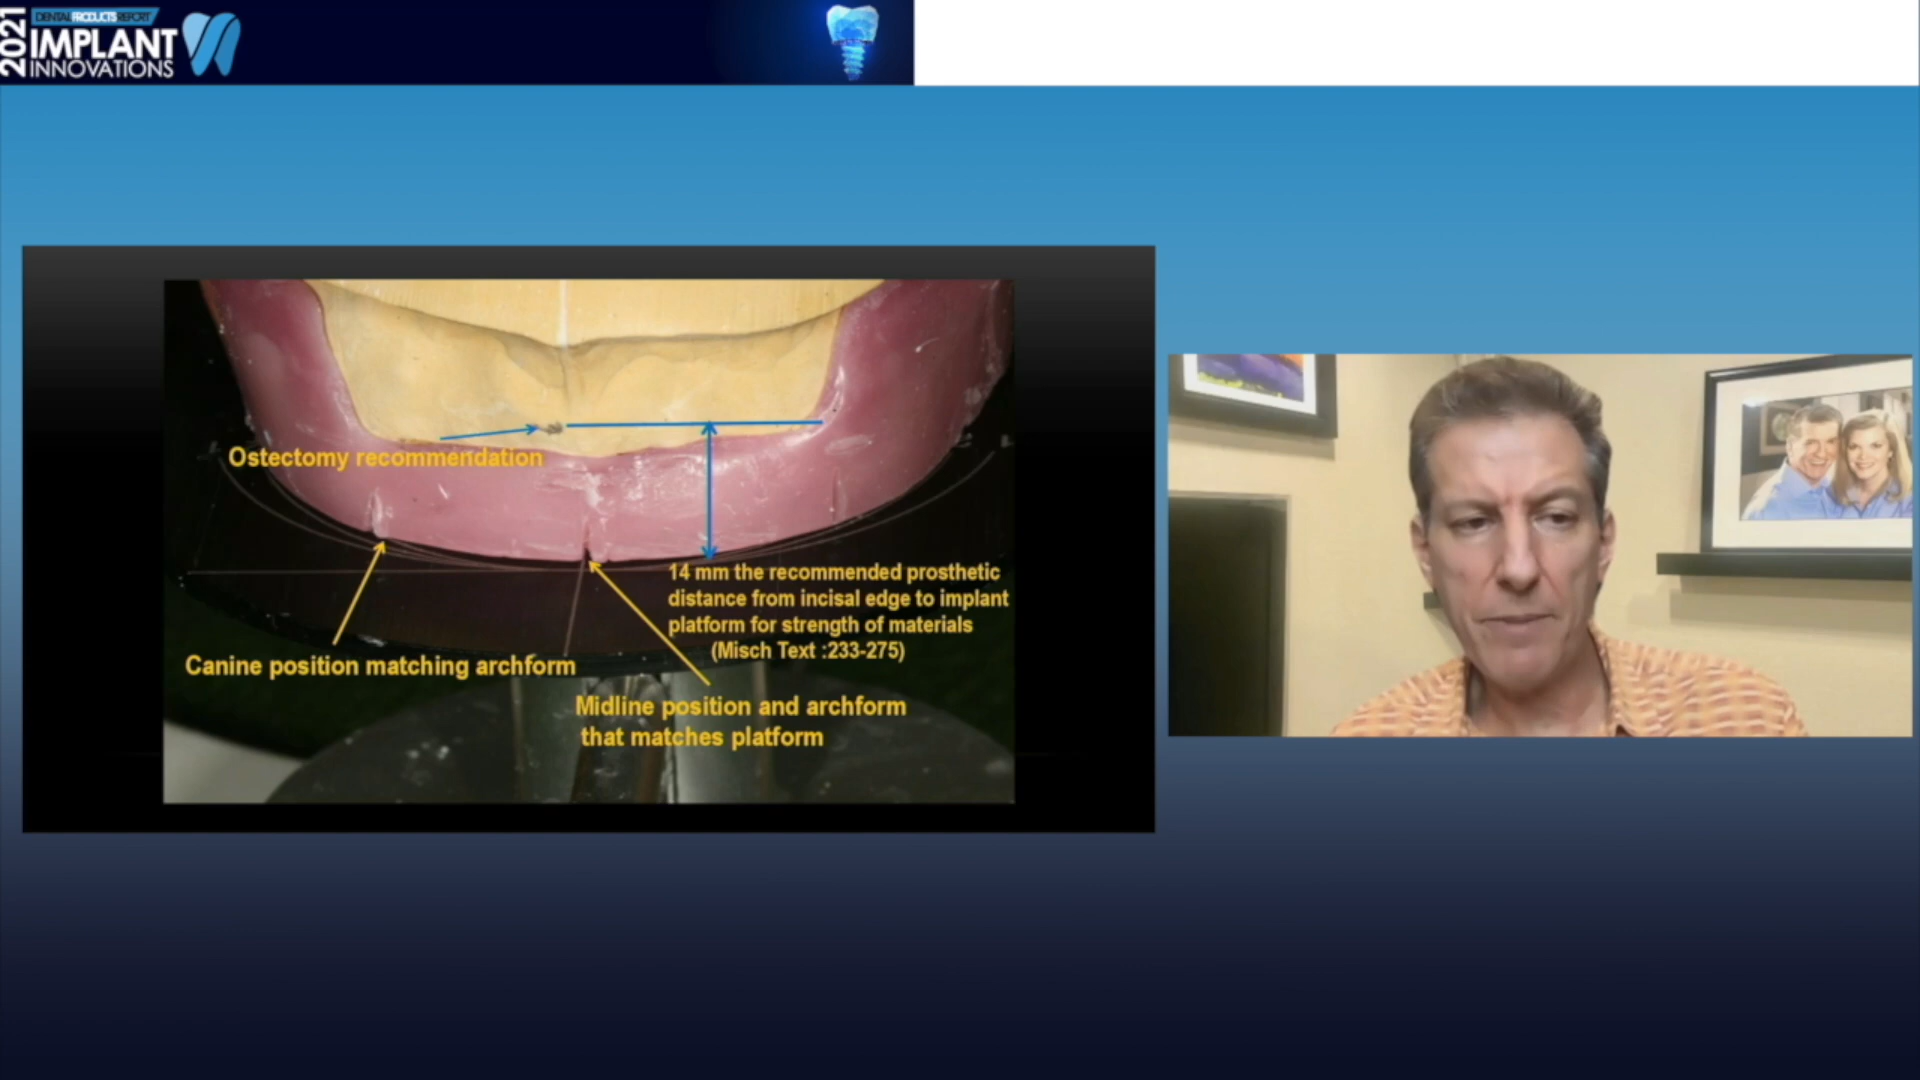 2021
DENTAL PRODUCTS REPORT
IMPLANT
INNOVATIONS
Ostectomy recommendation
14 mm the recommended prosthetic
distance from incisal edge to implant
platform for strength of materials
(Misch Text :233-275)
Canine position matching archform
Midline position and archform
that matches platform